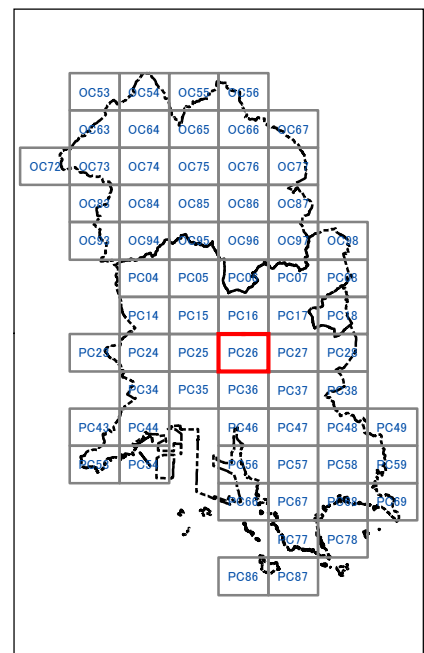 OC53 OC54 OC55 OC56
OC63 OC64 OC65 OC66 OC67
OC72 OC73 OC74 OC75 OC76 OC77
OC83 OC84 OC85 OC86 OC87
OC93 OC94 OC95 OC96 OC97 OC98
PC04 PC05 PC06 PC07 PC08
PC14 PC15 PC16 PC17 PC18
PC23 PC24 PC25 PC26 PC27 PC28
PC34 PC35 PC36 PC37 PC38
PC43 PC44 PC46 PC47 PC48 PC49
PC53 PC54 PC56 PC57 PC58 PC59
PC66 PC67 PC68 PC69
PC77 PC78
PC86 PC87